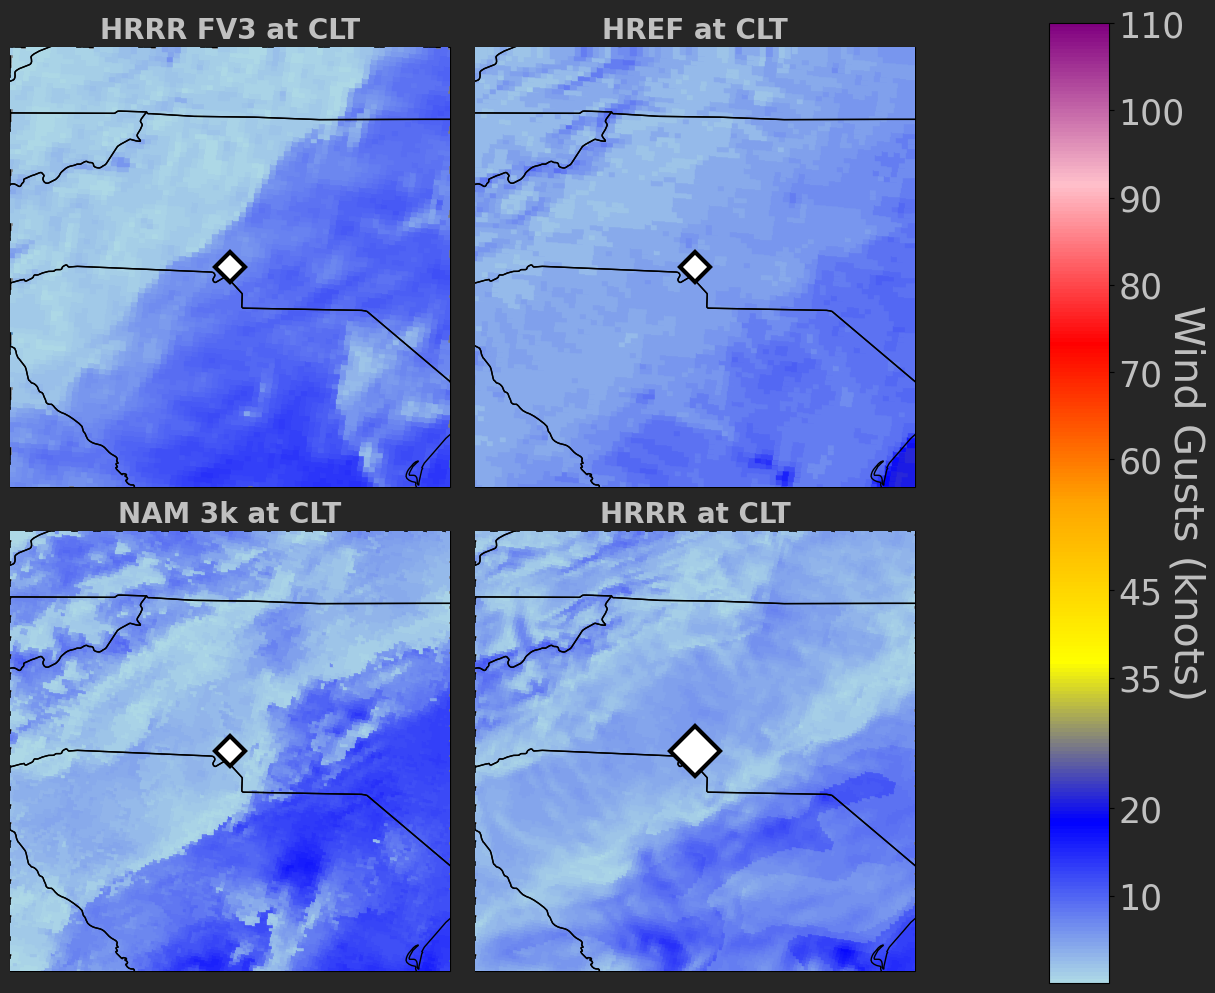 HRRR FV3 at CLT
HREF at CLT
NAM 3k at CLT
HRRR at CLT
110
100
90
80
70
60
45
35
20
10
Wind Gusts (knots)